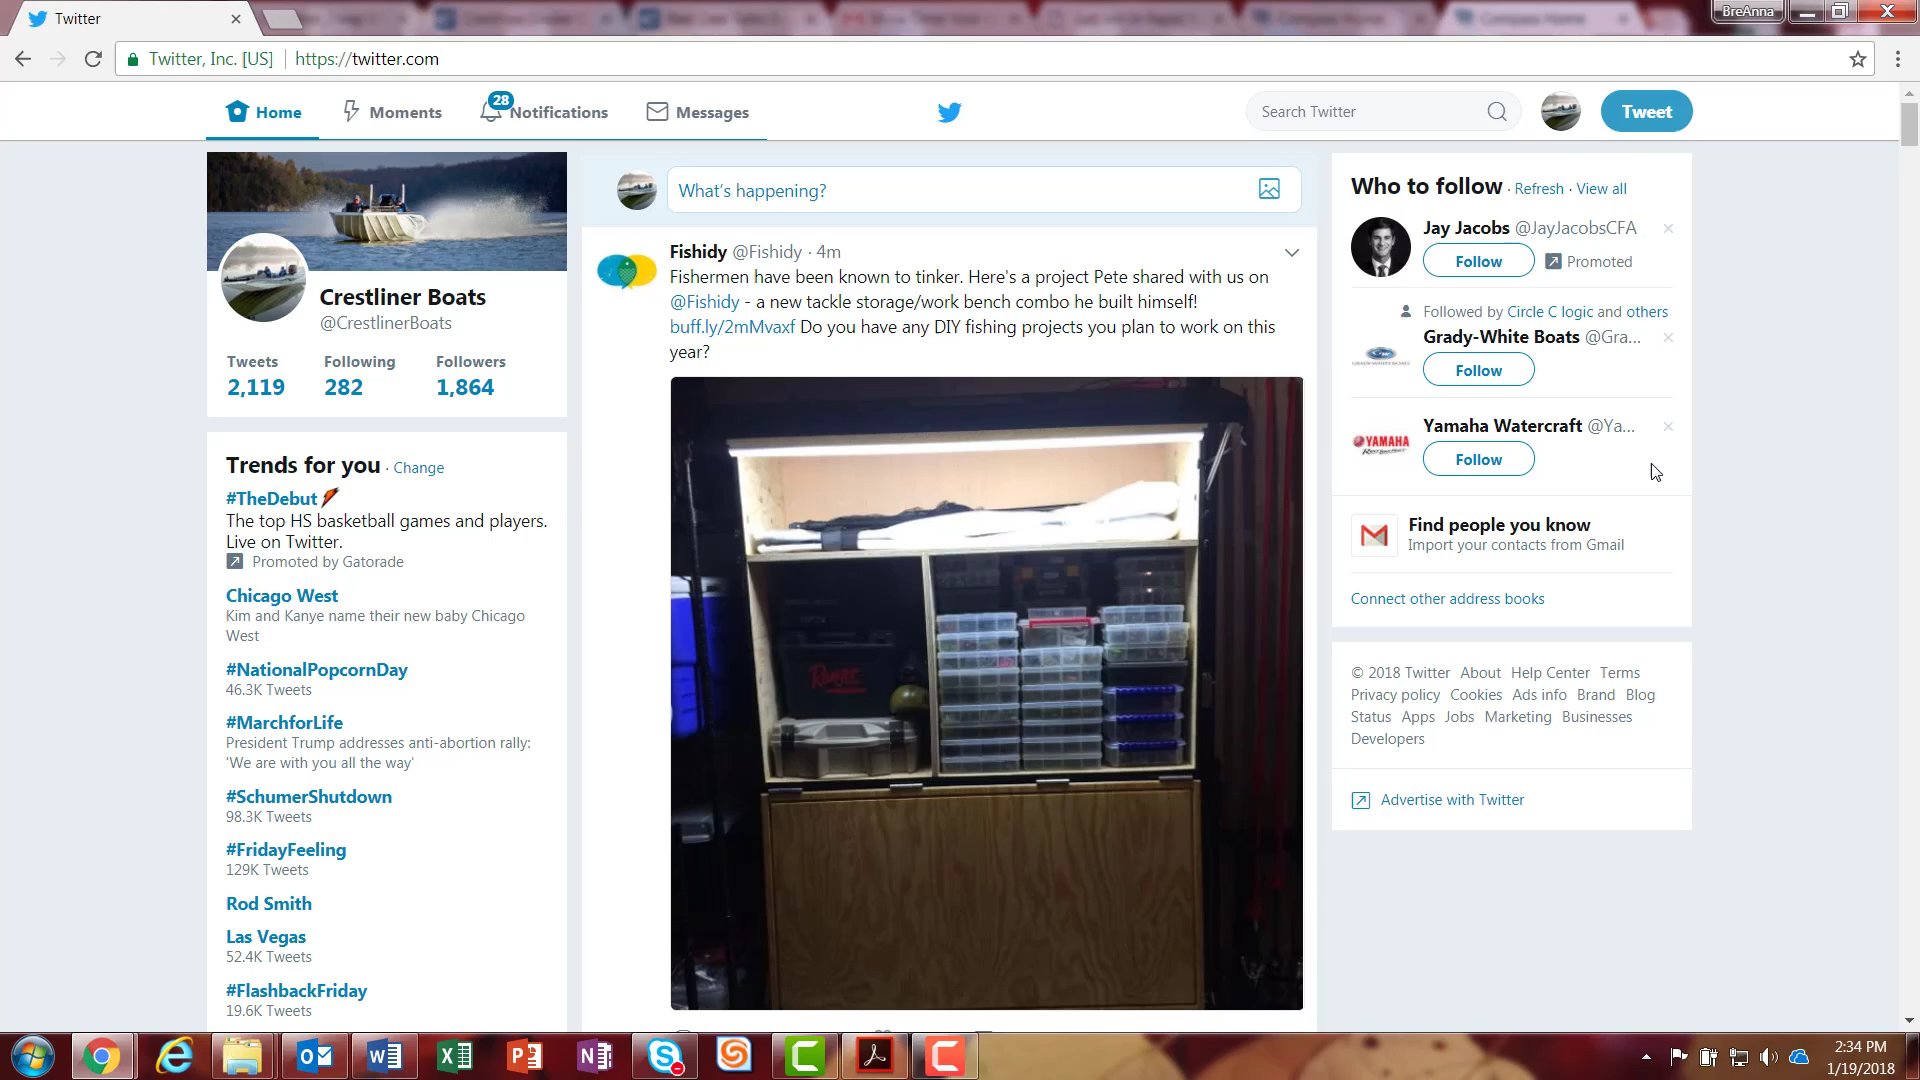 Twitter
BreAnna
Twitter, Inc. [US]
https://twitter.com
Home
Moments
28
Notifications
Messages
Search Twitter
Tweet
Crestliner Boats
@CrestlinerBoats
Tweets Following Followers
2,119 282 1,864
Trends for you · Change
#TheDebut
The top HS basketball games and players.
Live on Twitter.
Promoted by Gatorade
Chicago West
Kim and Kanye name their new baby Chicago
West
#NationalPopcornDay
46.3K Tweets
#MarchforLife
President Trump addresses anti-abortion rally:
'We are with you all the way'
#SchumerShutdown
98.3K Tweets
#FridayFeeling
129K Tweets
Rod Smith
Las Vegas
52.4K Tweets
#FlashbackFriday
19.6K Tweets
What's happening?
Fishidy @Fishidy · 4m
Fishermen have been known to tinker. Here's a project Pete shared with us on
@Fishidy - a new tackle storage/work bench combo he built himself!
buff.ly/2mMvaxf Do you have any DIY fishing projects you plan to work on this
year?
Ranger
Who to follow · Refresh · View all
Jay Jacobs @JayJacobsCFA
Follow
Promoted
Followed by Circle C logic and others
Grady-White Boats @Gra...
Follow
YAMAHA
Yamaha Watercraft @Ya...
Follow
Find people you know
Import your contacts from Gmail
Connect other address books
© 2018 Twitter About Help Center Terms
Privacy policy Cookies Ads info Brand Blog
Status Apps Jobs Marketing Businesses
Developers
Advertise with Twitter
2:34 PM
1/19/2018